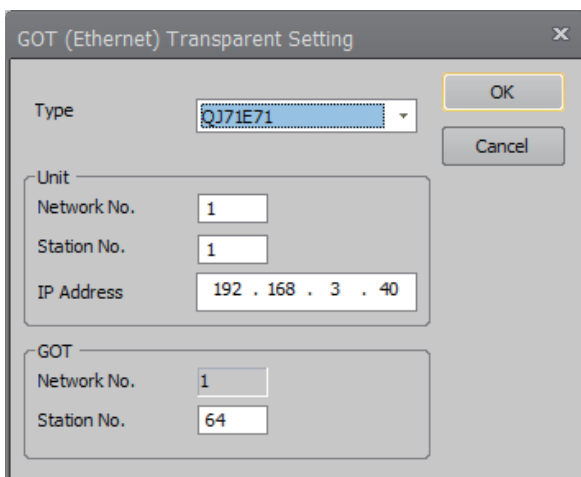 GOT (Ethernet) Transparent Setting
Type QJ71E71 OK
Cancel
Unit
Network No. 1
Station No. 1
IP Address 192 . 168 . 3 . 40
GOT
Network No. 1
Station No. 64